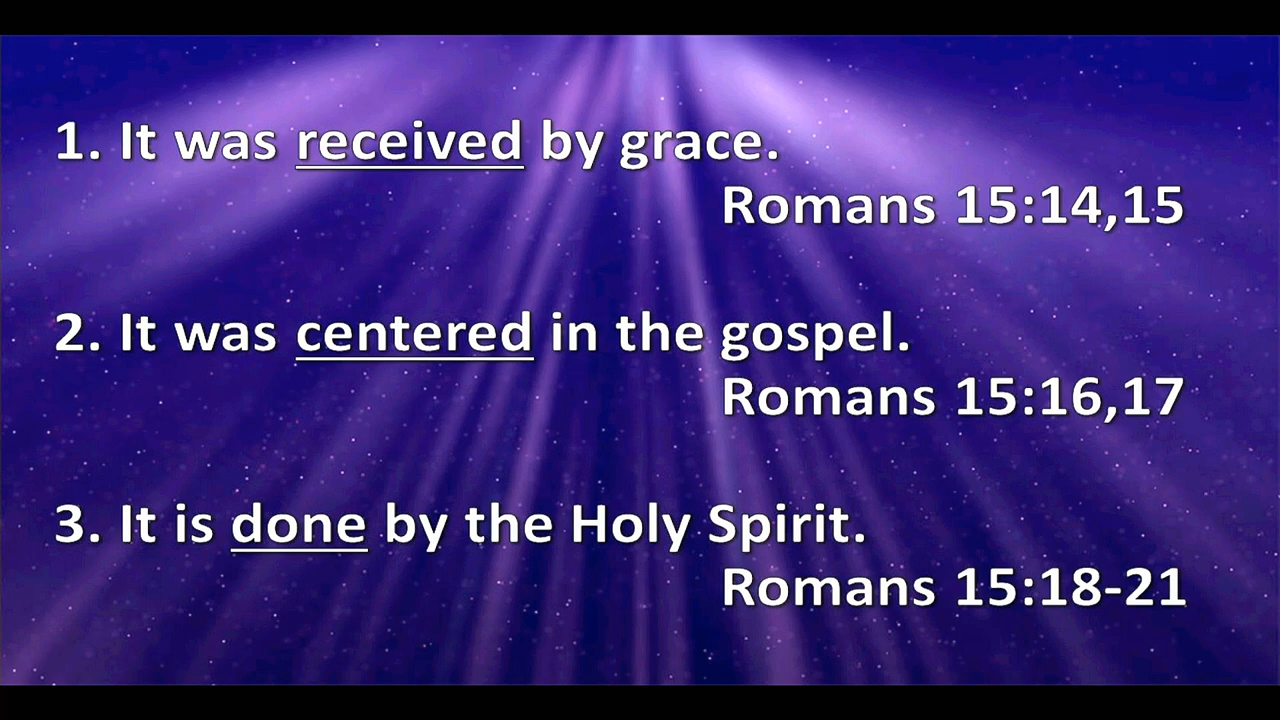 1. It was received by grace.
Romans 15:14,15
2. It was centered in the gospel.
Romans 15:16,17
3. It is done by the Holy Spirit.
Romans 15:18-21